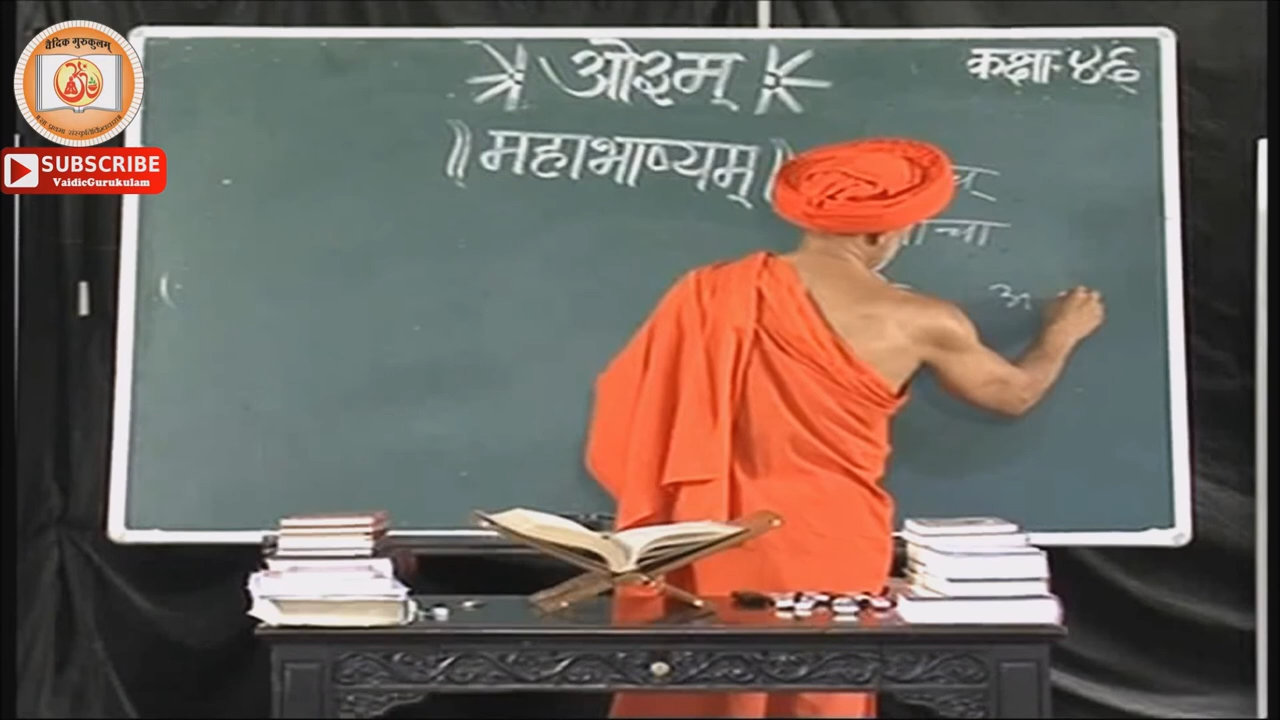 वैदिक गुरुकुलम्
SUBSCRIBE
VaidicGurukulam
ओ३म्
कक्षा-४६
॥ महाभाष्यम् ॥
अ